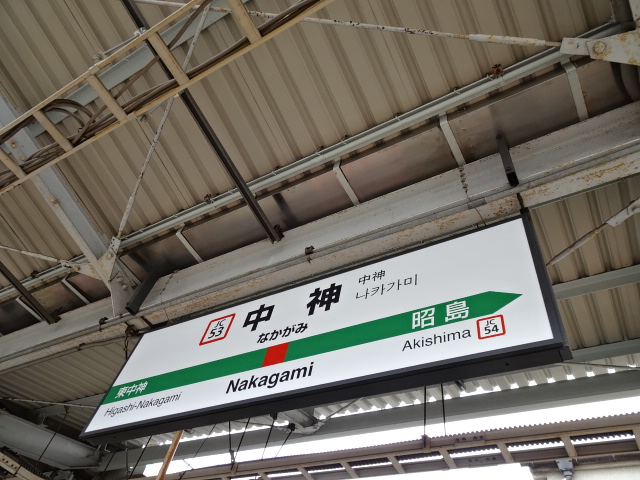 JC
53
中神
なかがみ
中神
나카가미
東中神
Higashi-Nakagami
Nakagami
昭島
Akishima
JC
54